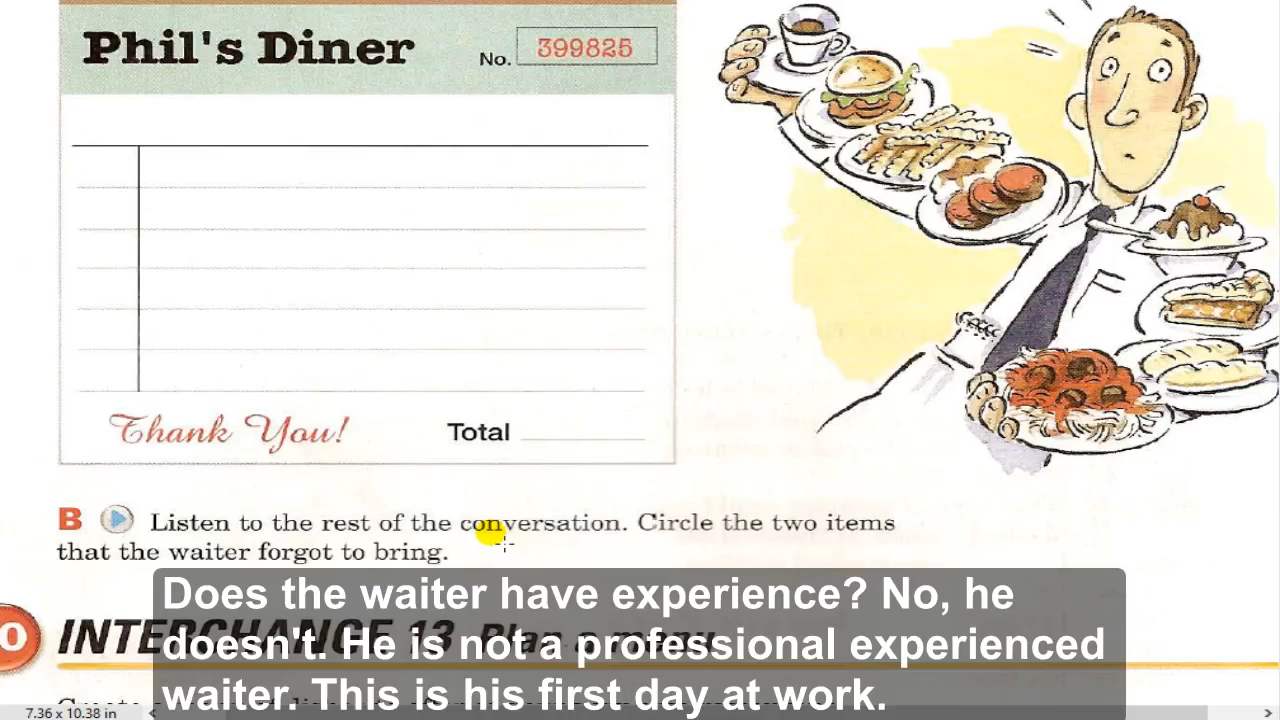 Phil's Diner
No. 399825
Thank You!
Total
B Listen to the rest of the conversation. Circle the two items
that the waiter forgot to bring.
INTERCHANGE 13 Plan a menu
Does the waiter have experience? No, he
doesn't. He is not a professional experienced
waiter. This is his first day at work.
7.36 x 10.38 in